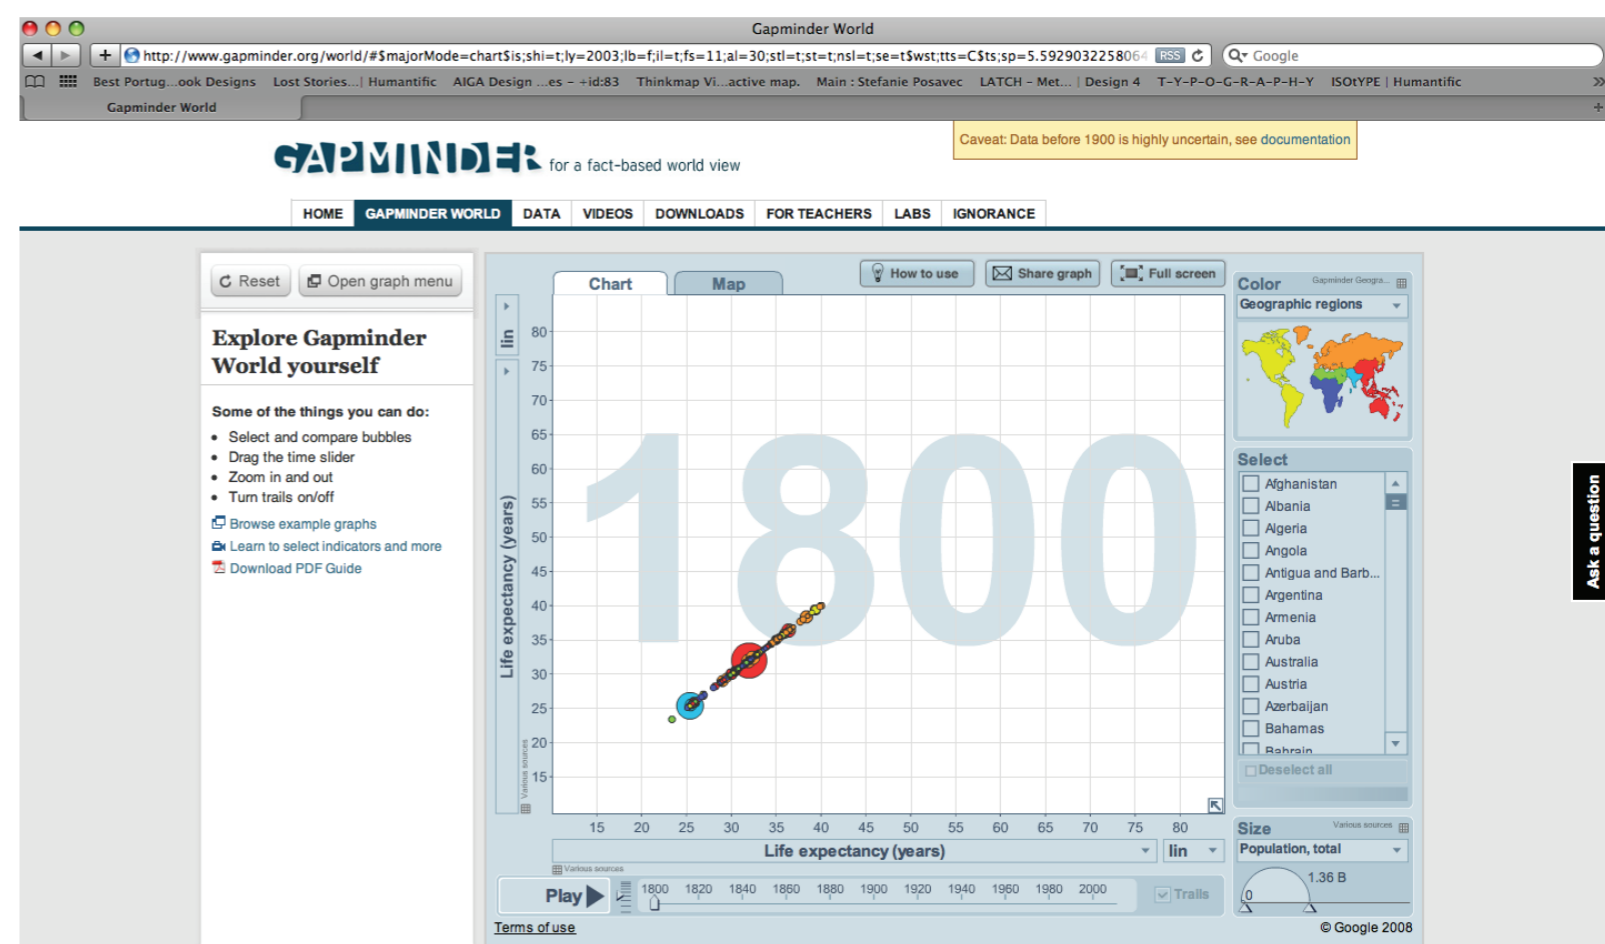 Gapminder World
http://www.gapminder.org/world/#$majorMode=chart$is;shi=t;ly=2003;lb=f;il=t;fs=11;al=30;stl=t;st=t;nsl=t;se=t$wst;tts=C$ts;sp=5.5929032258064 RSS Google
Best Portug...ook Designs Lost Stories...| Humantific AIGA Design ...es – +id:83 Thinkmap Vi...active map. Main : Stefanie Posavec LATCH – Met... | Design 4 T-Y-P-O-G-R-A-P-H-Y ISOtYPE | Humantific
Gapminder World
Caveat: Data before 1900 is highly uncertain, see documentation
GAPMINDER for a fact-based world view
HOME GAPMINDER WORLD DATA VIDEOS DOWNLOADS FOR TEACHERS LABS IGNORANCE
Reset Open graph menu
Explore Gapminder
World yourself
Some of the things you can do:
• Select and compare bubbles
• Drag the time slider
• Zoom in and out
• Turn trails on/off
Browse example graphs
Learn to select indicators and more
Download PDF Guide
Chart Map How to use Share graph Full screen
lin
Life expectancy (years)
Various sources
80
75
70
65
60
55
50
45
40
35
30
25
20
15
1800
15 20 25 30 35 40 45 50 55 60 65 70 75 80
Life expectancy (years) lin
Various sources
Play 1800 1820 1840 1860 1880 1900 1920 1940 1960 1980 2000 Trails
Terms of use
Color Gapminder Geogra...
Geographic regions
Select
Afghanistan
Albania
Algeria
Angola
Antigua and Barb...
Argentina
Armenia
Aruba
Australia
Austria
Azerbaijan
Bahamas
Bahrain
Deselect all
Size Various sources
Population, total
1.36 B
0
© Google 2008
Ask a question